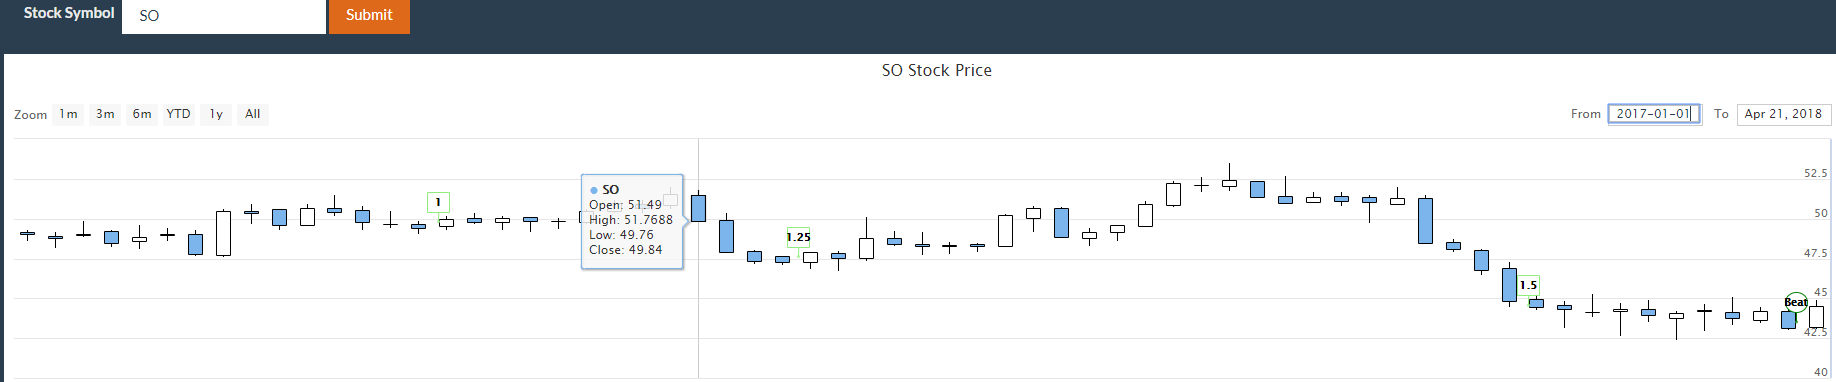 Stock Symbol SO Submit
SO Stock Price
Zoom 1m 3m 6m YTD 1y All From 2017-01-01 To Apr 21, 2018
52.5
SO
Open: 51.49
High: 51.7688
Low: 49.76
Close: 49.84
1
50
1.25
47.5
1.5
45
Beat
42.5
40